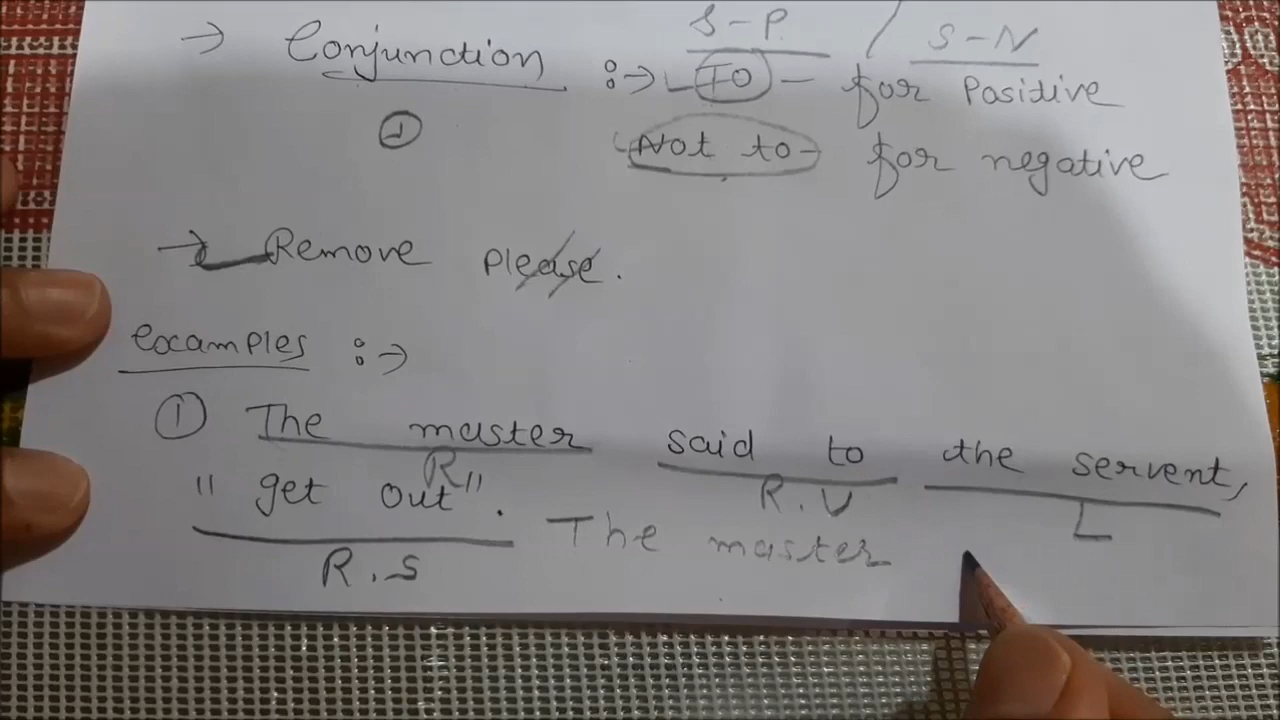 S-P. / S-N
→ Conjunction :→ TO - for Positive
① Not to - for negative
→ Remove please.
examples :→
① The master said to the servent,
R R.V L
" get out ". The master
R.S